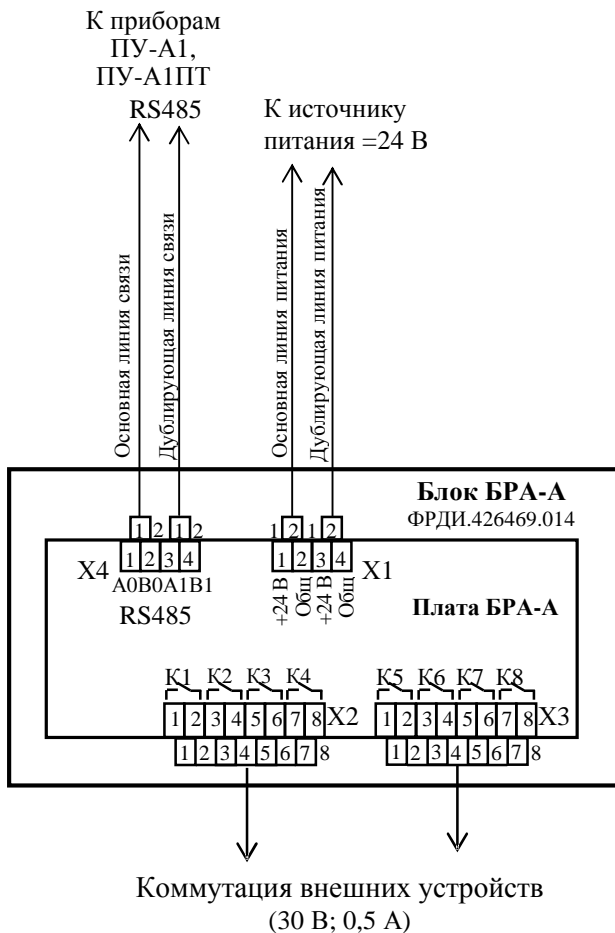 К приборам
ПУ-А1,
ПУ-А1ПТ
RS485
К источнику
питания =24 В
Основная линия связи
Дублирующая линия связи
Основная линия питания
Дублирующая линия питания
Блок БРА-А
ФРДИ.426469.014
1 2 1 2
1 2 1 2
X4 1 2 3 4
1 2 3 4 X1
A0B0A1B1
RS485
+24 В
Общ
+24 В
Общ
Плата БРА-А
К1 К2 К3 К4
К5 К6 К7 К8
1 2 3 4 5 6 7 8 X2
1 2 3 4 5 6 7 8 X3
1 2 3 4 5 6 7 8
1 2 3 4 5 6 7 8
Коммутация внешних устройств
(30 В; 0,5 А)